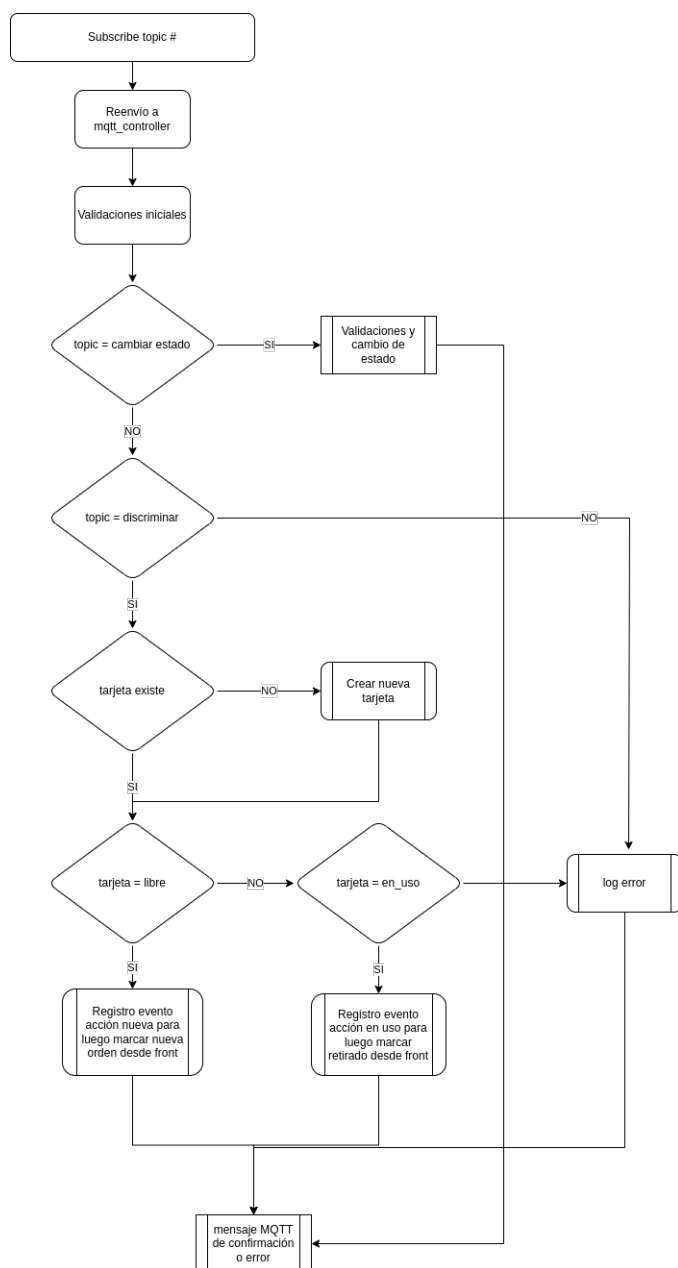 Subscribe topic #
Reenvío a
mqtt_controller
Validaciones iniciales
topic = cambiar estado
SI
Validaciones y
cambio de
estado
NO
topic = discriminar
NO
SI
tarjeta existe
NO
Crear nueva
tarjeta
SI
tarjeta = libre
NO
tarjeta = en_uso
log error
SI
SI
Registro evento
acción nueva para
luego marcar nueva
orden desde front
Registro evento
acción en uso para
luego marcar
retirado desde front
mensaje MQTT
de confirmación
o error